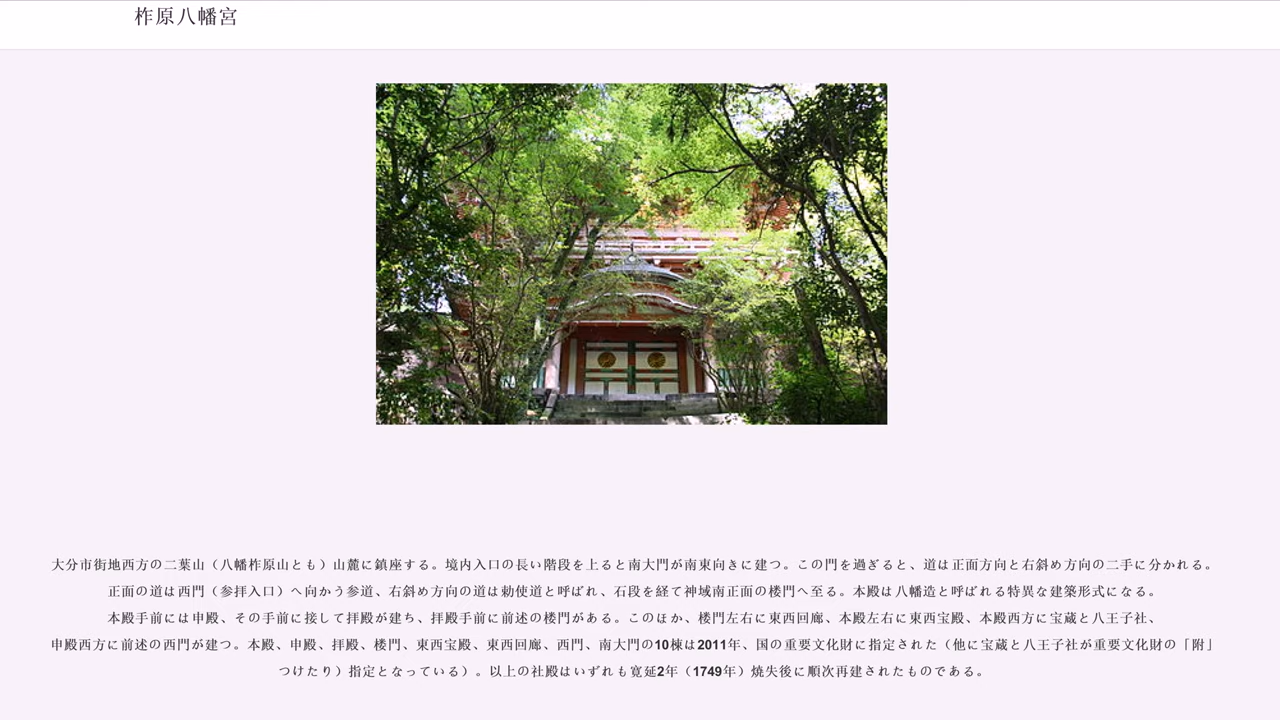 柞原八幡宮
大分市街地西方の二葉山（八幡柞原山とも）山麓に鎮座する。境内入口の長い階段を上ると南大門が南東向きに建つ。この門を過ぎると、道は正面方向と右斜め方向の二手に分かれる。
正面の道は西門（参拝入口）へ向かう参道、右斜め方向の道は勅使道と呼ばれ、石段を経て神域南正面の楼門へ至る。本殿は八幡造と呼ばれる特異な建築形式になる。
本殿手前には申殿、その手前に接して拝殿が建ち、拝殿手前に前述の楼門がある。このほか、楼門左右に東西回廊、本殿左右に東西宝殿、本殿西方に宝蔵と八王子社、
申殿西方に前述の西門が建つ。本殿、申殿、拝殿、楼門、東西宝殿、東西回廊、西門、南大門の10棟は2011年、国の重要文化財に指定された（他に宝蔵と八王子社が重要文化財の「附」
つけたり）指定となっている）。以上の社殿はいずれも寛延2年（1749年）焼失後に順次再建されたものである。